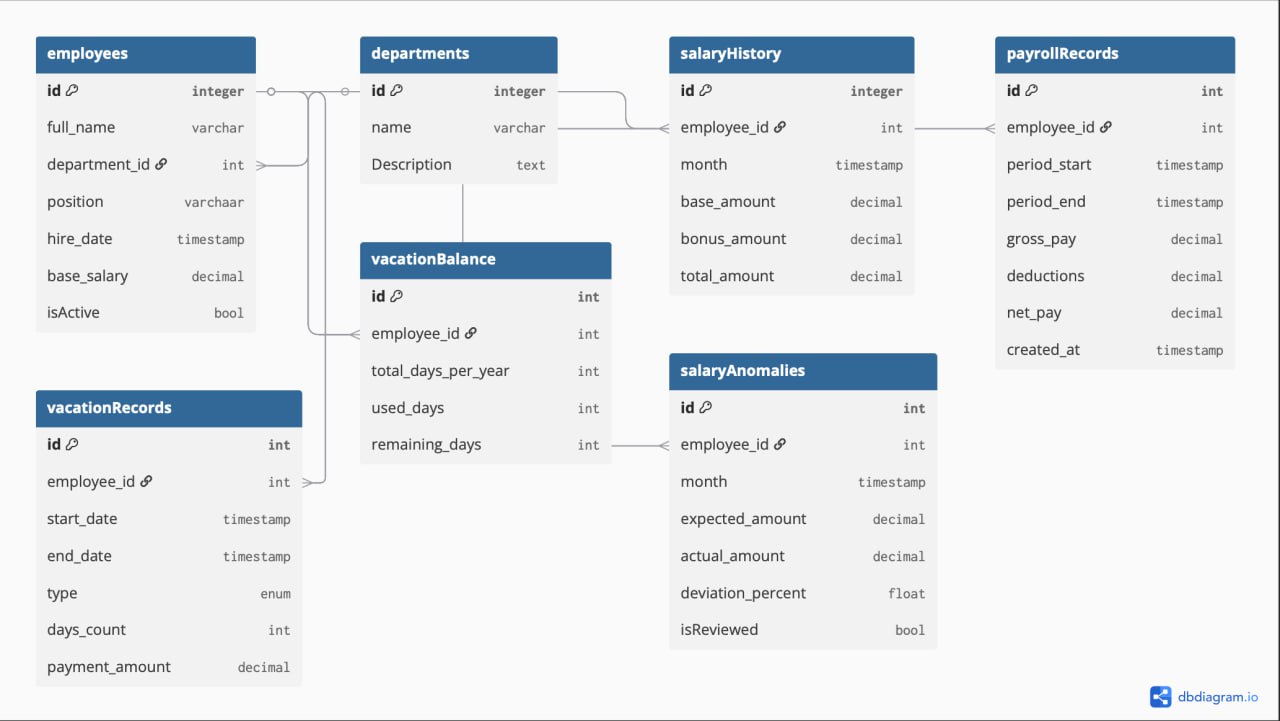 employees
id integer
full_name varchar
department_id int
position varchaar
hire_date timestamp
base_salary decimal
isActive bool
departments
id integer
name varchar
Description text
salaryHistory
id integer
employee_id int
month timestamp
base_amount decimal
bonus_amount decimal
total_amount decimal
payrollRecords
id int
employee_id int
period_start timestamp
period_end timestamp
gross_pay decimal
deductions decimal
net_pay decimal
created_at timestamp
vacationBalance
id int
employee_id int
total_days_per_year int
used_days int
remaining_days int
vacationRecords
id int
employee_id int
start_date timestamp
end_date timestamp
type enum
days_count int
payment_amount decimal
salaryAnomalies
id int
employee_id int
month timestamp
expected_amount decimal
actual_amount decimal
deviation_percent float
isReviewed bool
dbdiagram.io